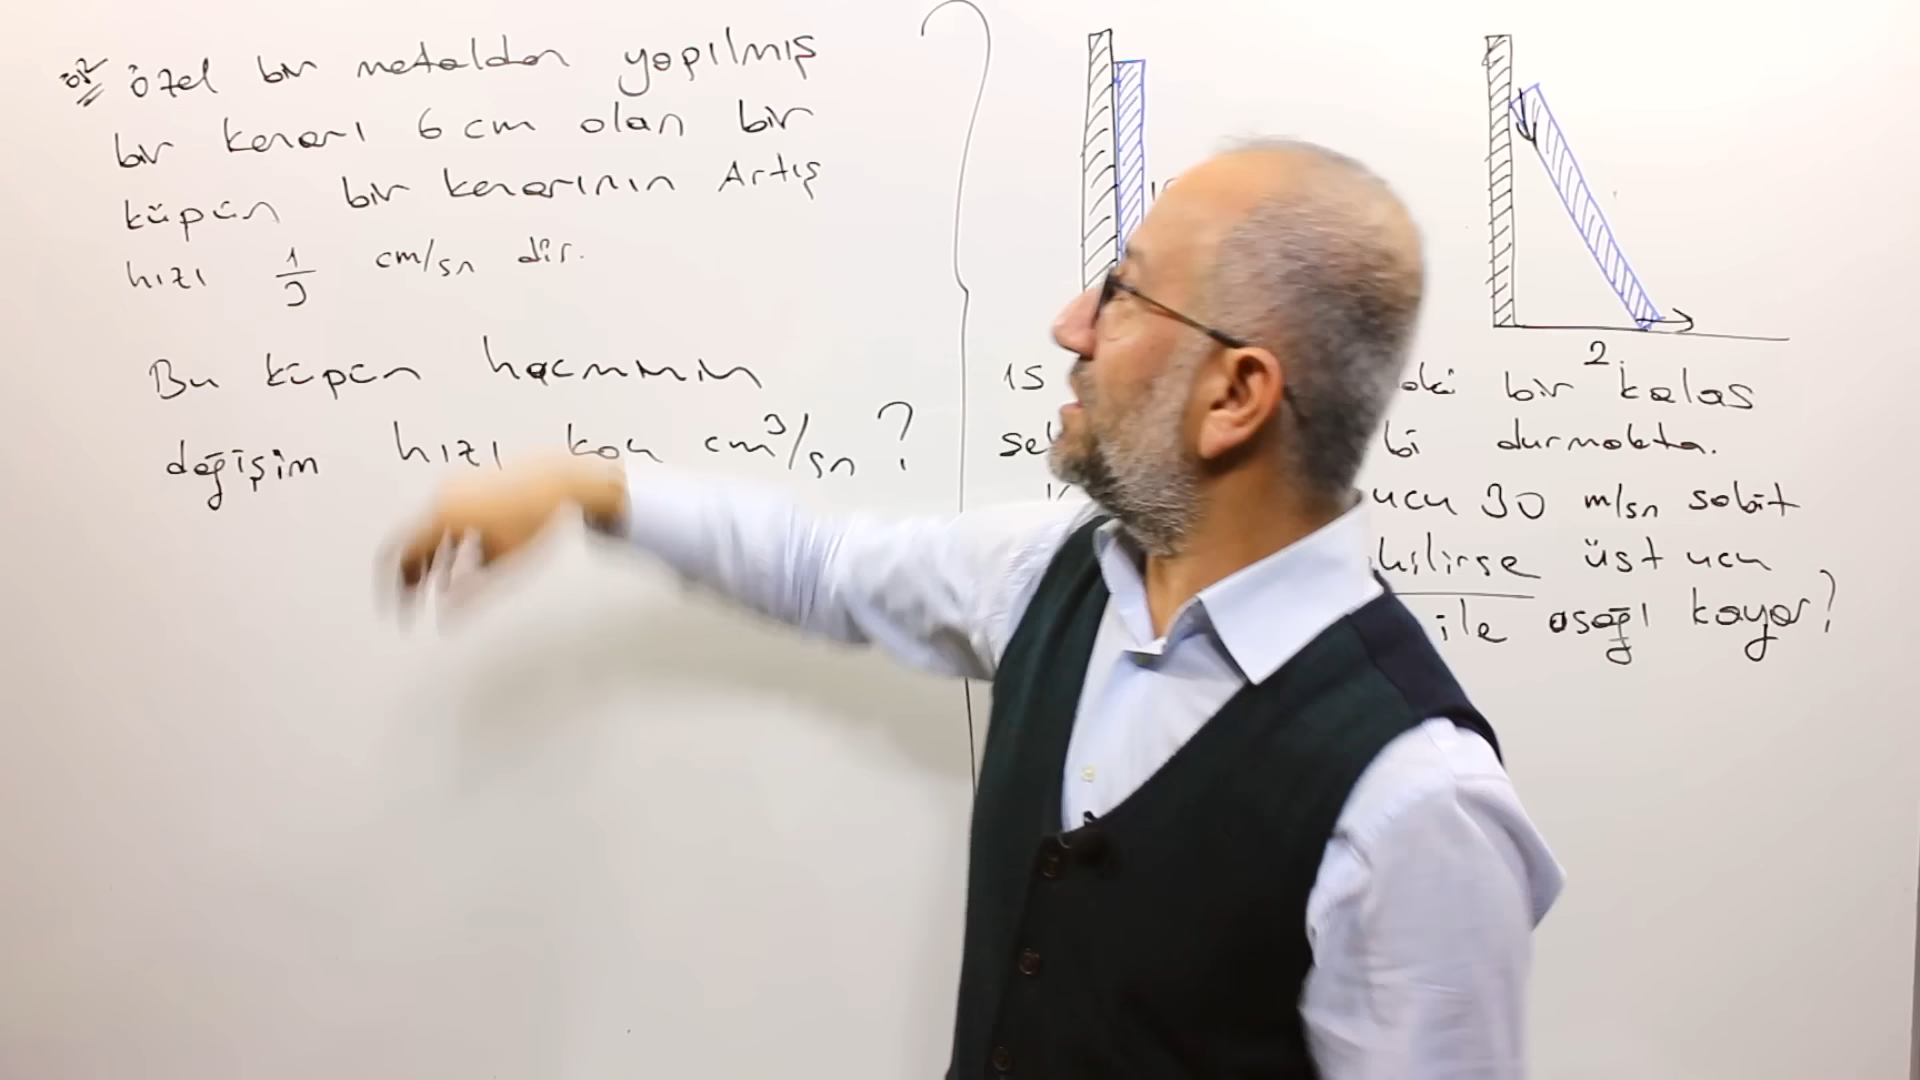 ör özel bir metalden yapılmış
bir kenarı 6 cm olan bir
küpün bir kenarının Artış
hızı 1/3 cm/sn dir.
Bu küpün hacminin
değişim hızı kaç cm³/sn ?
2.
15 bir kalas
durmakta.
ucu 30 m/sn sabit
üst ucu
ile aşağı kayar?